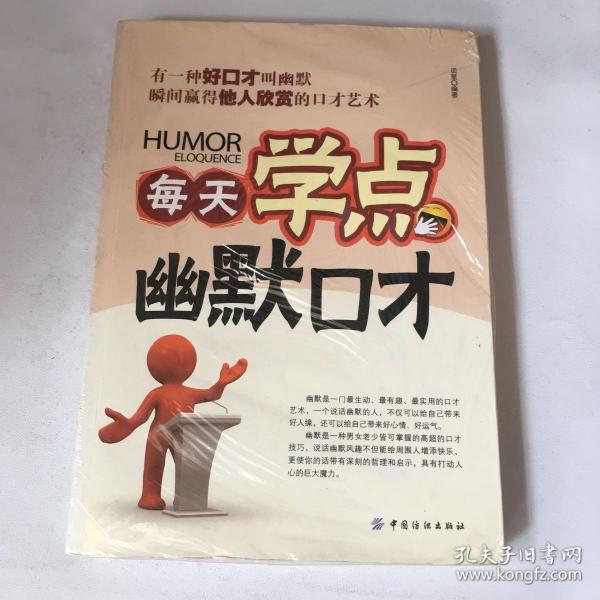 有一种好口才叫幽默
瞬间赢得他人欣赏的口才艺术
编著
HUMOR
ELOQUENCE
每天
学点
幽默口才
幽默是一门最生动、最有趣、最实用的口才
艺术，一个说话幽默的人，不仅可以给自己带来
好人缘，还可以给自己带来好心情、好运气。
幽默是一种男女老少皆可掌握的高超的口才
技巧，说话幽默风趣不但能给周围人增添快乐，
更使你的话带有深刻的哲理和启示，具有打动人
心的巨大魔力。
中国纺织出版社
孔夫子旧书网
www.kongfz.com